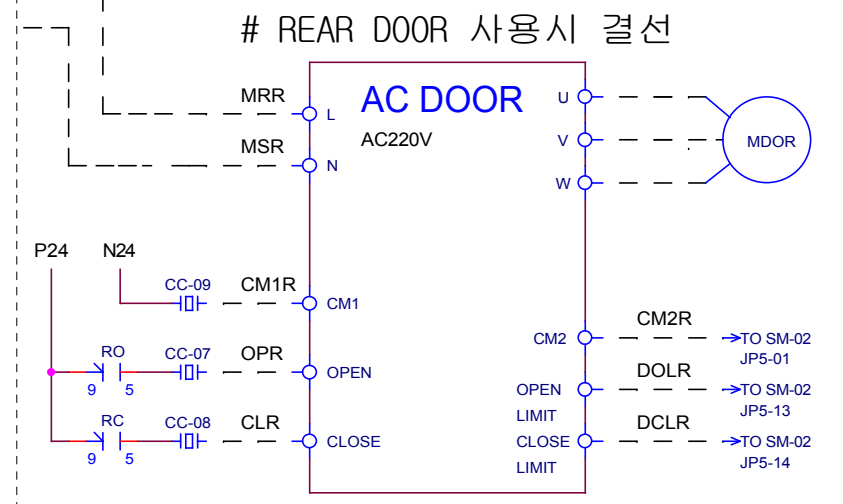 # REAR DOOR 사용시 결선
MRR
L
AC DOOR
U
MSR
AC220V
V
MDOR
N
W
P24
N24
CC-09
CM1R
CM1
CM2R
CM2
TO SM-02
JP5-01
RO
CC-07
OPR
OPEN
9
5
DOLR
OPEN
LIMIT
TO SM-02
JP5-13
RC
CC-08
CLR
CLOSE
9
5
DCLR
CLOSE
LIMIT
TO SM-02
JP5-14